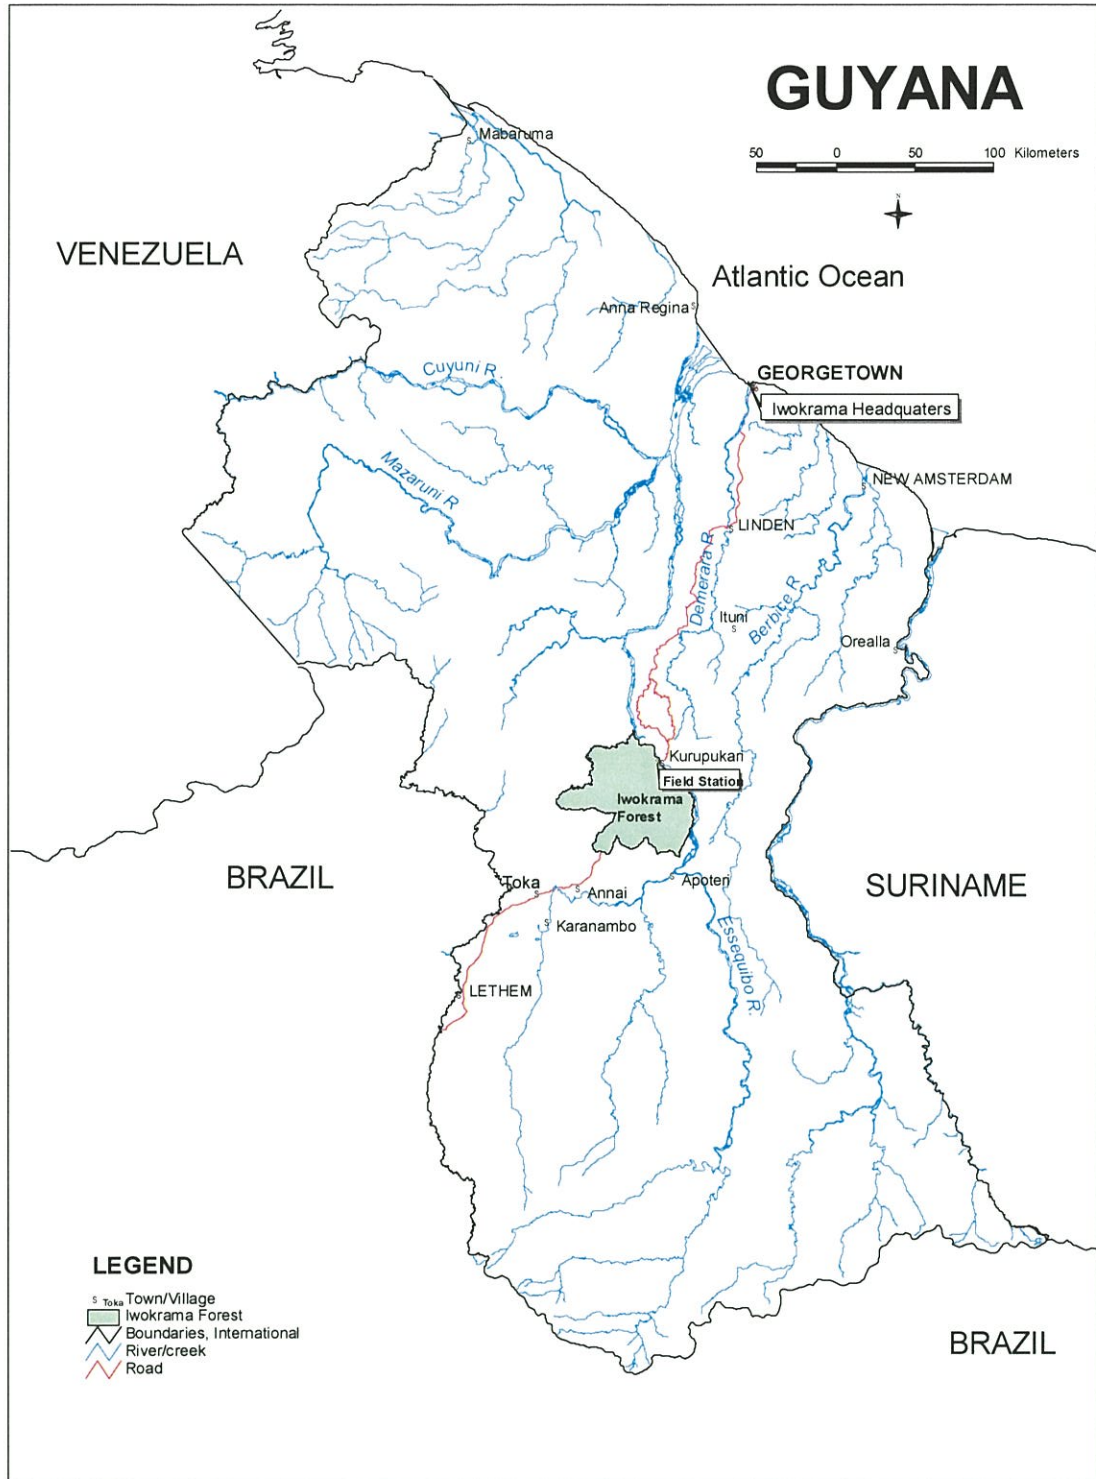 GUYANA
50 0 50 100 Kilometers
N
Mabaruma
VENEZUELA
Atlantic Ocean
Anna Regina
Cuyuni R.
GEORGETOWN
Iwokrama Headquaters
Mazaruni R
NEW AMSTERDAM
LINDEN
Demerara R.
Ituni
Berbice R.
Orealla
Kurupukari
Field Station
Iwokrama
Forest
BRAZIL
Toka
Annai
Apoteri
SURINAME
Karanambo
Essequibo R.
LETHEM
LEGEND
S Toka Town/Village
Iwokrama Forest
Boundaries, International
River/creek
Road
BRAZIL